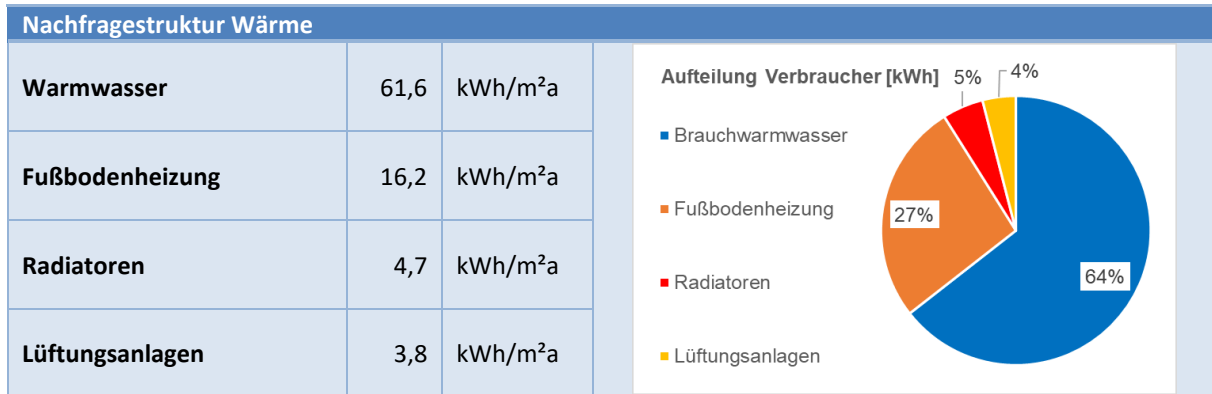 Nachfragestruktur Wärme
Warmwasser 61,6 kWh/m²a
Fußbodenheizung 16,2 kWh/m²a
Radiatoren 4,7 kWh/m²a
Lüftungsanlagen 3,8 kWh/m²a
Aufteilung Verbraucher [kWh]
5%
4%
Brauchwarmwasser
Fußbodenheizung
27%
64%
Radiatoren
Lüftungsanlagen